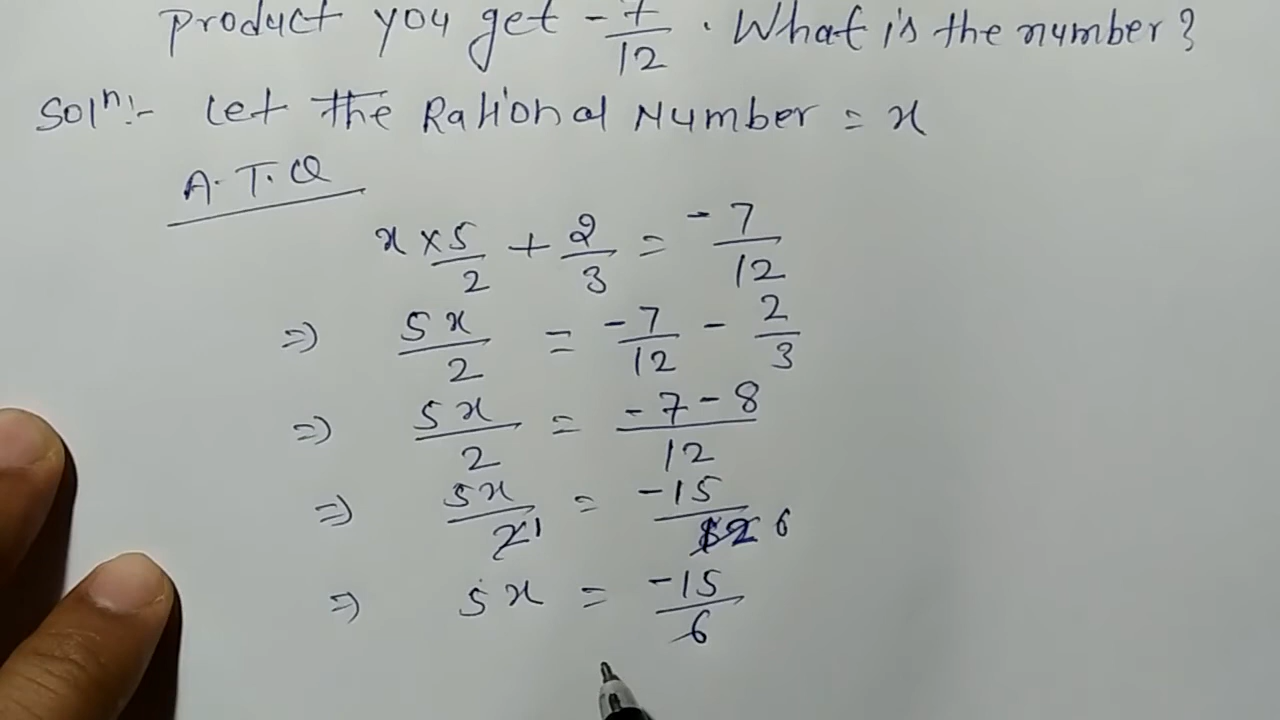 product you get -7/12. What is the number?
Solⁿ:- Let the Rational Number = x
A.T.Q
x × 5/2 + 2/3 = -7/12
⇒ 5x/2 = -7/12 - 2/3
⇒ 5x/2 = (-7-8)/12
⇒ 5x/2 1 = -15/12 6
⇒ 5x = -15/6